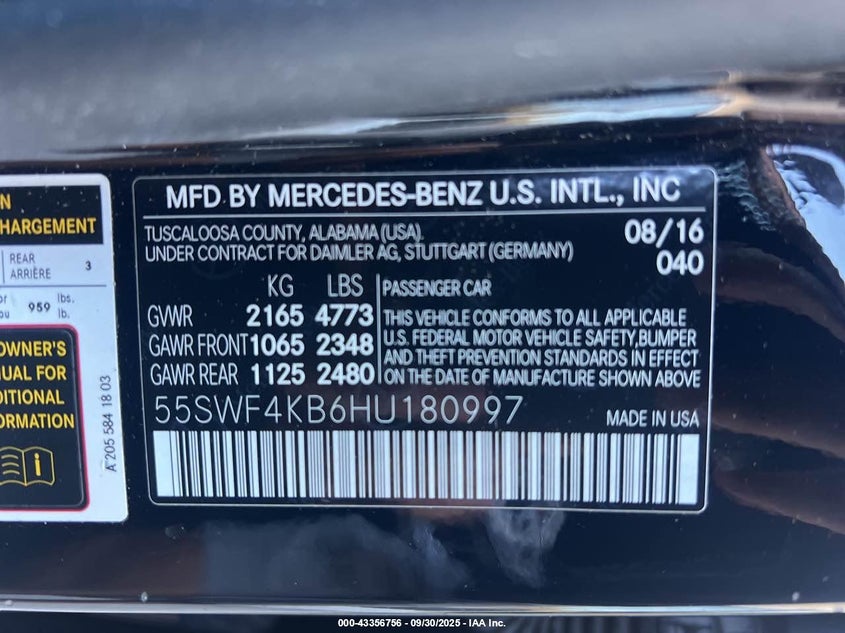 N
HARGEMENT
REAR
ARRIÈRE 3
or
ou 959 lbs.
lb.
OWNER'S
UAL FOR
DITIONAL
ORMATION
i
A 205 584 18 03
MFD. BY MERCEDES-BENZ U.S. INTL., INC
TUSCALOOSA COUNTY, ALABAMA (USA) 08/16
UNDER CONTRACT FOR DAIMLER AG, STUTTGART (GERMANY) 040
KG LBS PASSENGER CAR
GVWR 2165 4773 THIS VEHICLE CONFORMS TO ALL APPLICABLE
GAWR FRONT 1065 2348 U.S. FEDERAL MOTOR VEHICLE SAFETY,BUMPER
AND THEFT PREVENTION STANDARDS IN EFFECT
GAWR REAR 1125 2480 ON THE DATE OF MANUFACTURE SHOWN ABOVE
55SWF4KB6HU180997 MADE IN USA
000-43356756 - 09/30/2025 - IAA Inc.